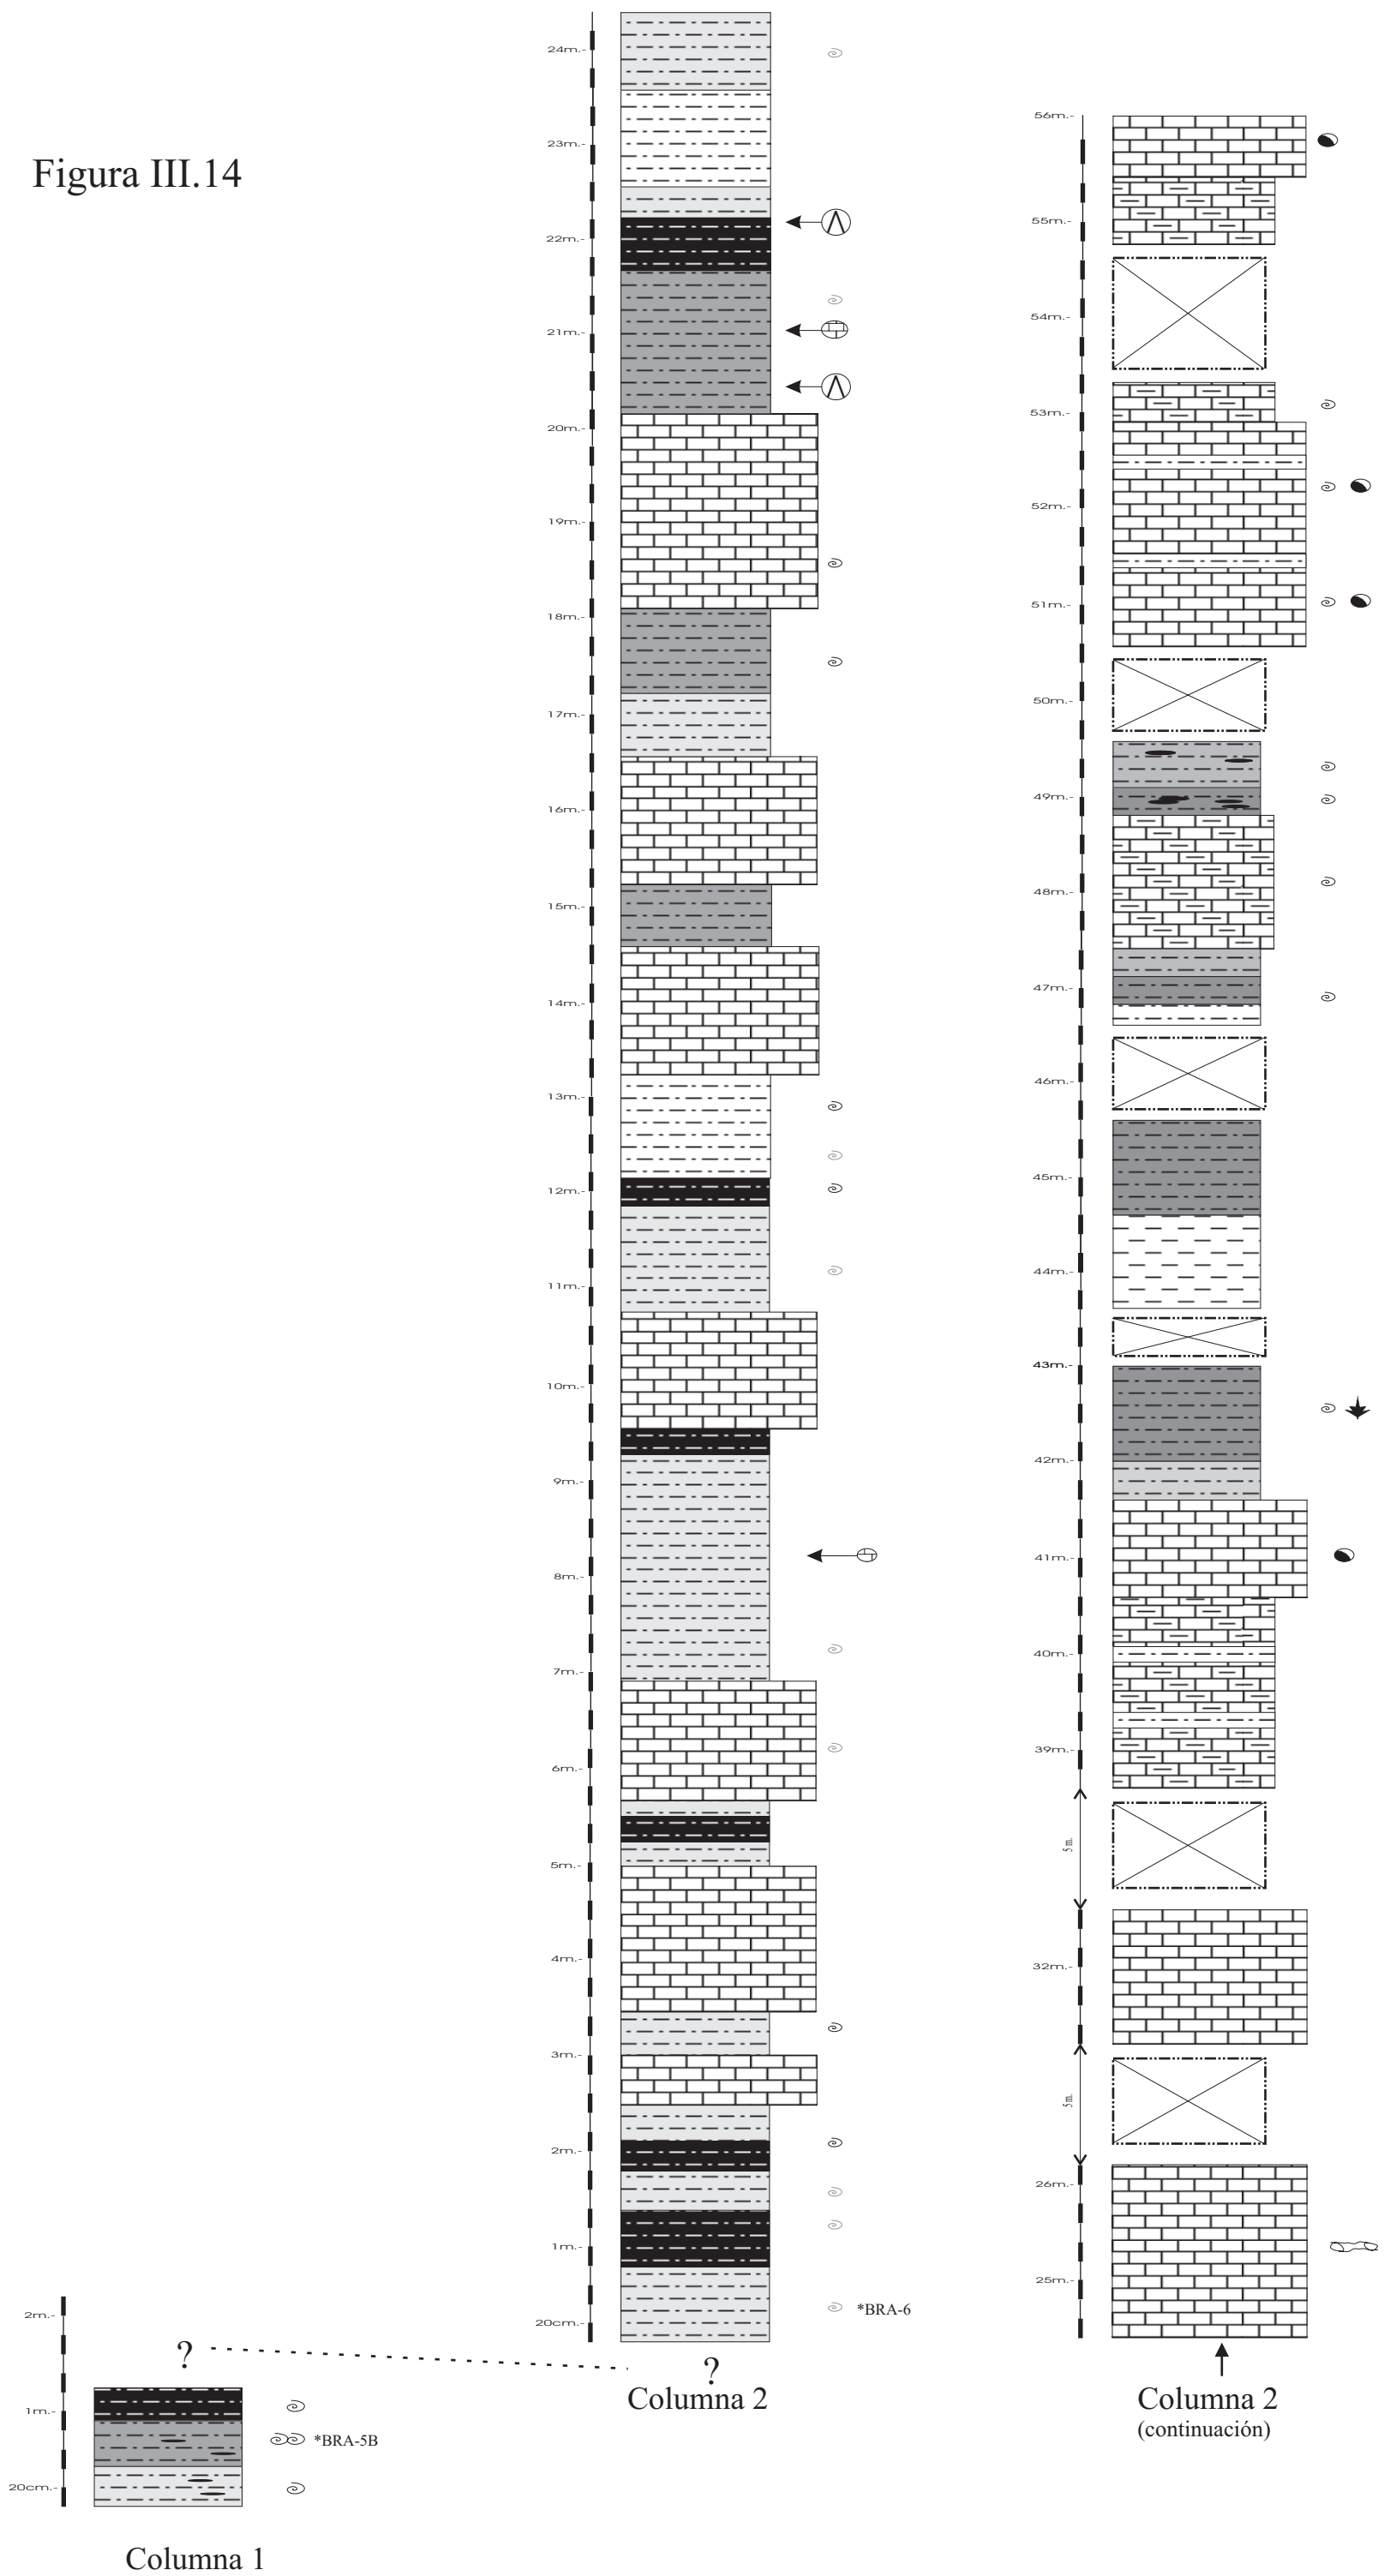 Figura III.14
24m.-
23m.-
22m.-
21m.-
20m.-
19m.-
18m.-
17m.-
16m.-
15m.-
14m.-
13m.-
12m.-
11m.-
10m.-
9m.-
8m.-
7m.-
6m.-
5m.-
4m.-
3m.-
2m.-
1m.-
20cm.-
*BRA-6
?
Columna 2
56m.-
55m.-
54m.-
53m.-
52m.-
51m.-
50m.-
49m.-
48m.-
47m.-
46m.-
45m.-
44m.-
43m.-
42m.-
41m.-
40m.-
39m.-
5 m.
32m.-
5 m.
26m.-
25m.-
Columna 2
(continuación)
2m.-
?
1m.-
*BRA-5B
20cm.-
Columna 1